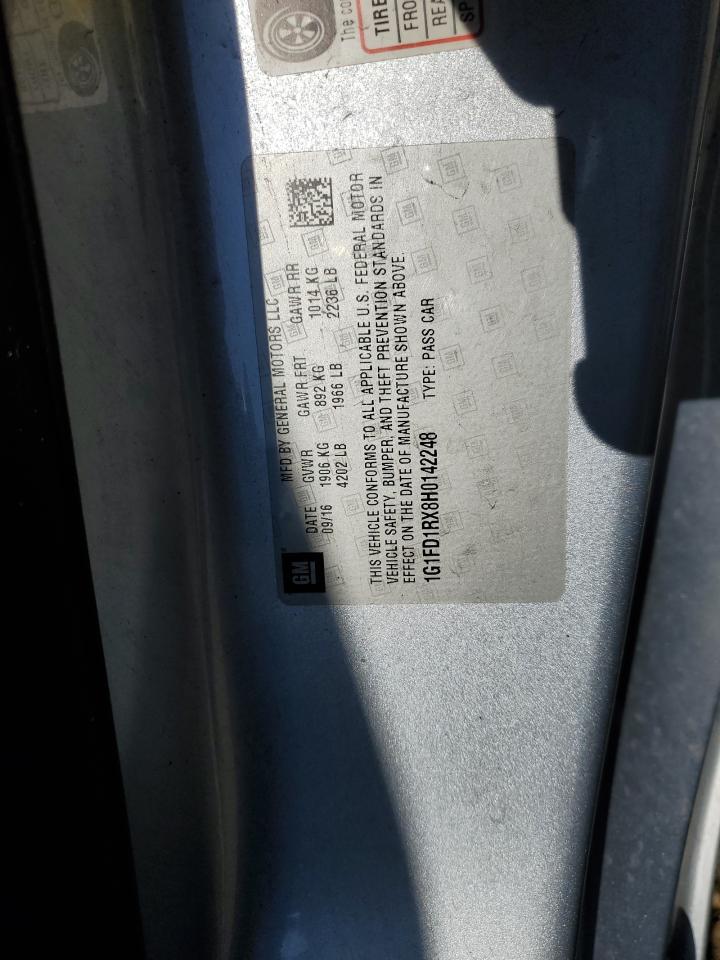 The co
TIRE
FRO
REA
SP
MFD BY GENERAL MOTORS LLC
DATE GVWR GAWR FRT GAWR RR
09/16 1906 KG 892 KG 1014 KG
4202 LB 1966 LB 2236 LB
GM
THIS VEHICLE CONFORMS TO ALL APPLICABLE U.S. FEDERAL MOTOR
VEHICLE SAFETY, BUMPER, AND THEFT PREVENTION STANDARDS IN
EFFECT ON THE DATE OF MANUFACTURE SHOWN ABOVE.
1G1FD1RX8H0142248 TYPE: PASS CAR